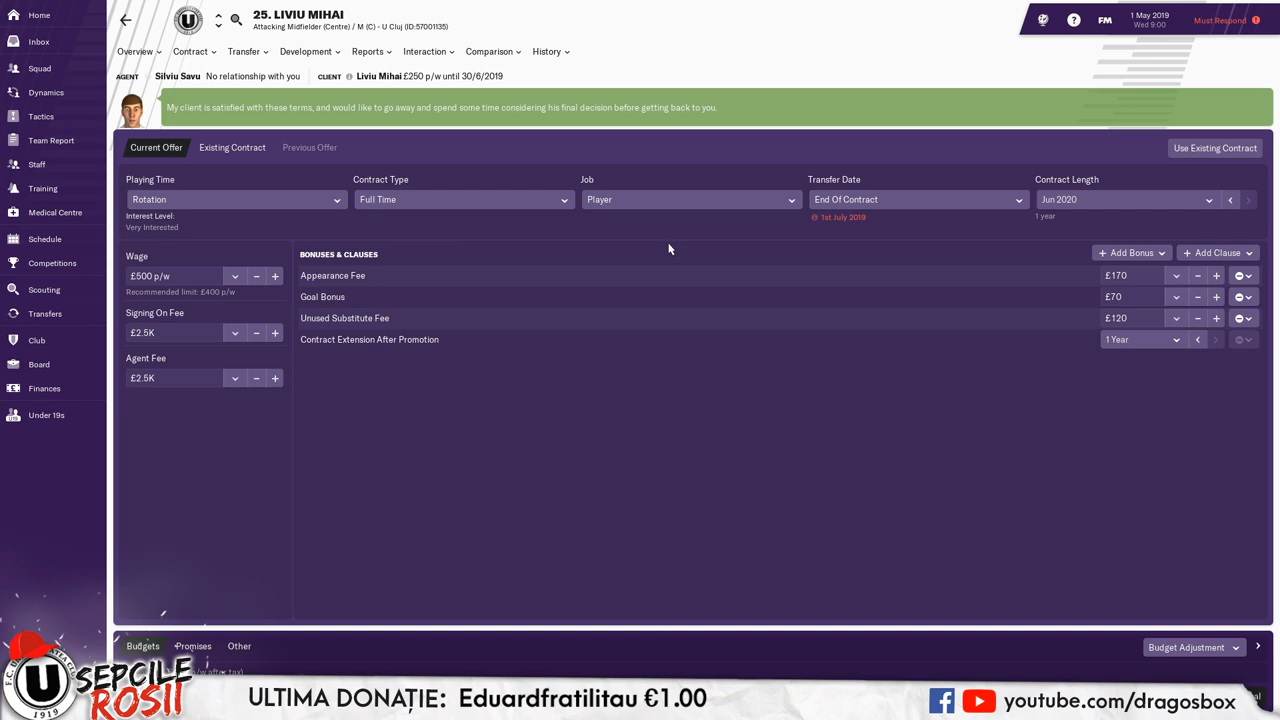 Home
Inbox
Squad
Dynamics
Tactics
Team Report
Staff
Training
Medical Centre
Schedule
Competitions
Scouting
Transfers
Club
Board
Finances
Under 19s
25. LIVIU MIHAI
Attacking Midfielder (Centre) / M (C) - U Cluj (ID:57001135)
FM
1 May 2019
Wed 9:00
Must Respond
Overview
Contract
Transfer
Development
Reports
Interaction
Comparison
History
AGENT Silviu Savu No relationship with you CLIENT Liviu Mihai £250 p/w until 30/6/2019
My client is satisfied with these terms, and would like to go away and spend some time considering his final decision before getting back to you.
Current Offer Existing Contract Previous Offer Use Existing Contract
Playing Time Contract Type Job Transfer Date Contract Length
Rotation Full Time Player End Of Contract Jun 2020
Interest Level: 1st July 2019 1 year
Very Interested
Wage
£500 p/w
Recommended limit: £400 p/w
Signing On Fee
£2.5K
Agent Fee
£2.5K
BONUSES & CLAUSES + Add Bonus + Add Clause
Appearance Fee £170
Goal Bonus £70
Unused Substitute Fee £120
Contract Extension After Promotion 1 Year
Budgets Promises Other Budget Adjustment
p/w after tax)
U
1919
SEPCILE
ROSII
ULTIMA DONAȚIE: Eduardfratilitau €1.00
youtube.com/dragosbox